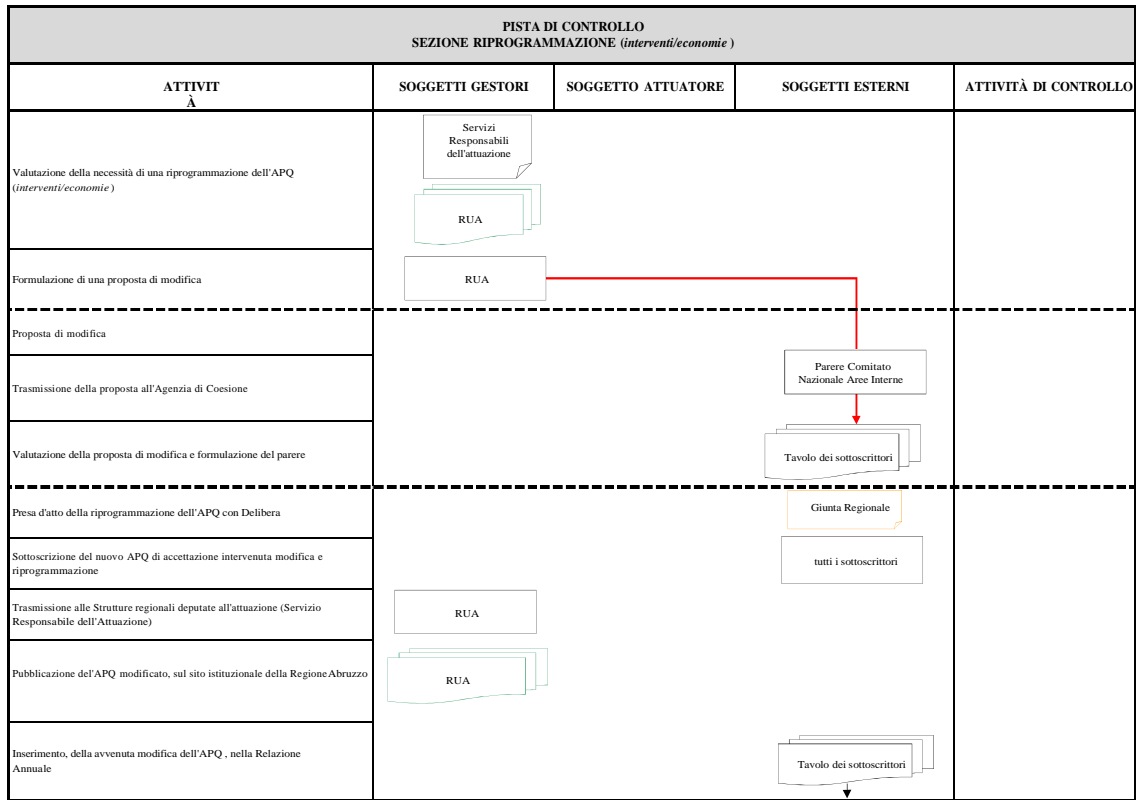 PISTA DI CONTROLLO
SEZIONE RIPROGRAMMAZIONE (interventi/economie )
ATTIVIT
À
SOGGETTI GESTORI
SOGGETTO ATTUATORE
SOGGETTI ESTERNI
ATTIVITÀ DI CONTROLLO
Valutazione della necessità di una riprogrammazione dell'APQ
(interventi/economie )
Servizi
Responsabili
dell'attuazione
RUA
Formulazione di una proposta di modifica
RUA
Proposta di modifica
Trasmissione della proposta all'Agenzia di Coesione
Parere Comitato
Nazionale Aree Interne
Valutazione della proposta di modifica e formulazione del parere
Tavolo dei sottoscrittori
Presa d'atto della riprogrammazione dell'APQ con Delibera
Giunta Regionale
Sottoscrizione del nuovo APQ di accettazione intervenuta modifica e
riprogrammazione
tutti i sottoscrittori
Trasmissione alle Strutture regionali deputate all'attuazione (Servizio
Responsabile dell'Attuazione)
RUA
Pubblicazione del'APQ modificato, sul sito istituzionale della RegioneAbruzzo
RUA
Inserimento, della avvenuta modifica dell'APQ , nella Relazione
Annuale
Tavolo dei sottoscrittori